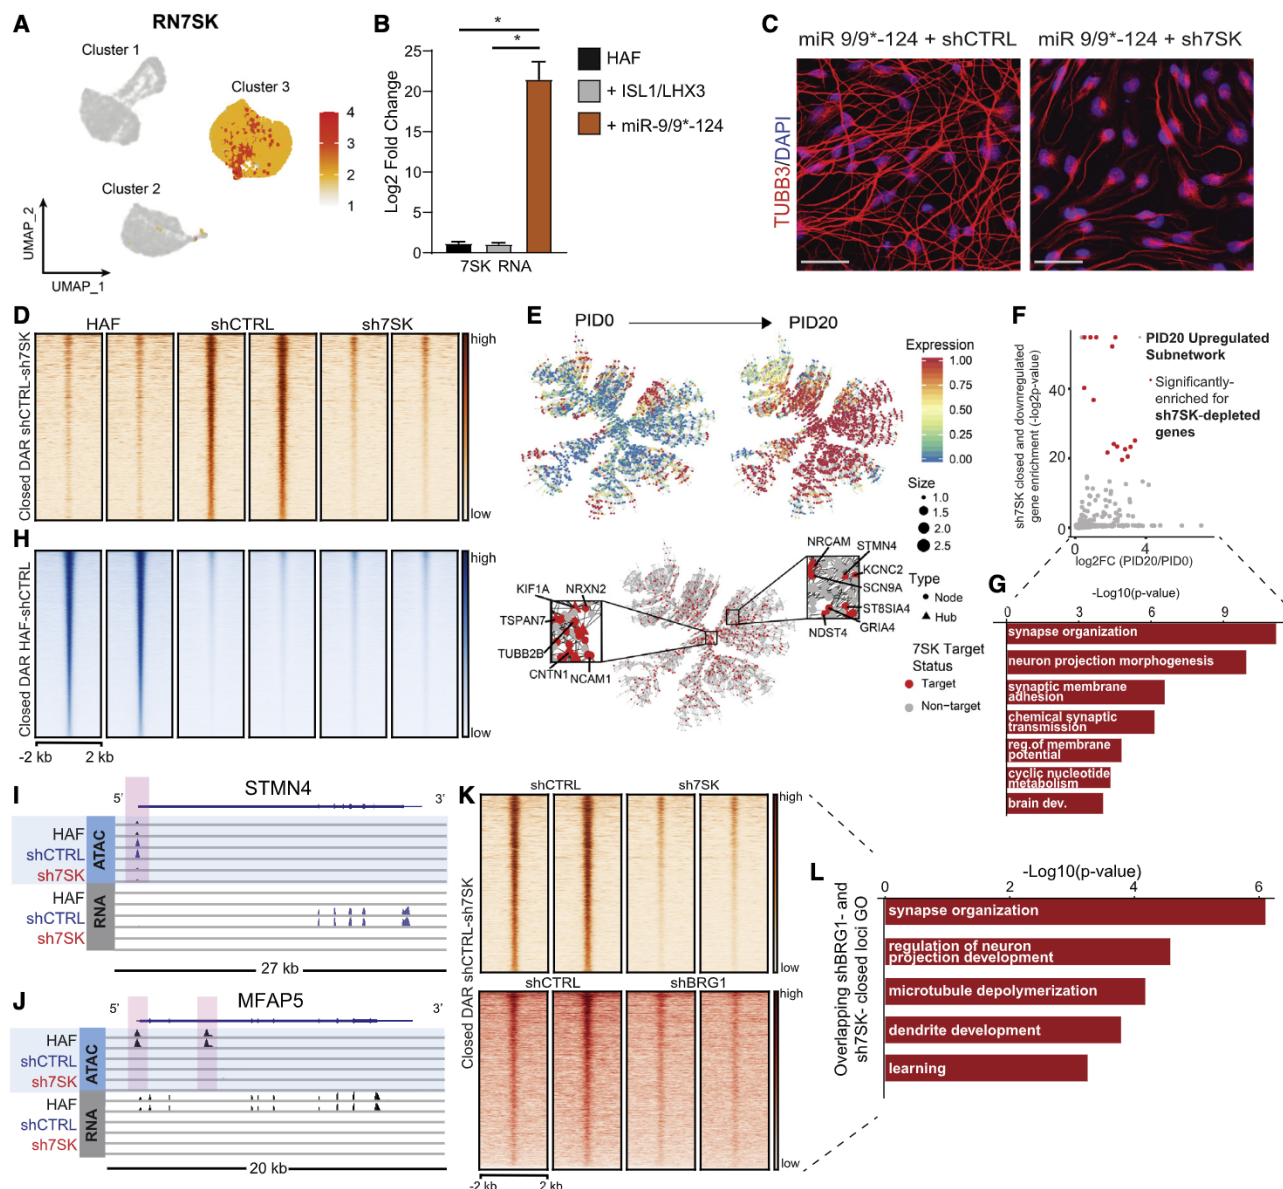 A
RN7SK
Cluster 1
Cluster 3
Cluster 2
4
3
2
1
UMAP_2
UMAP_1
B
*
*
25
20
15
10
5
0
Log2 Fold Change
7SK RNA
HAF
+ ISL1/LHX3
+ miR-9/9*-124
C
miR 9/9*-124 + shCTRL
miR 9/9*-124 + sh7SK
TUBB3/DAPI
D
HAF
shCTRL
sh7SK
Closed DAR shCTRL-sh7SK
high
low
E
PID0
PID20
Expression
1.00
0.75
0.50
0.25
0.00
Size
1.0
1.5
2.0
2.5
Type
Node
Hub
7SK Target
Status
Target
Non-target
KIF1A
NRXN2
TSPAN7
TUBB2B
CNTN1
NCAM1
NRCAM
STMN4
KCNC2
SCN9A
ST8SIA4
GRIA4
NDST4
F
PID20 Upregulated
Subnetwork
Significantly-
enriched for
sh7SK-depleted
genes
sh7SK closed and downregulated
gene enrichment (-log2p-value)
40
20
0
0
4
log2FC (PID20/PID0)
G
-Log10(p-value)
0
3
6
9
synapse organization
neuron projection morphogenesis
synaptic membrane
adhesion
chemical synaptic
transmission
reg.of membrane
potential
cyclic nucleotide
metabolism
brain dev.
H
Closed DAR HAF-shCTRL
high
low
-2 kb
2 kb
I
5’
STMN4
3’
ATAC
HAF
shCTRL
sh7SK
RNA
HAF
shCTRL
sh7SK
27 kb
J
5’
MFAP5
3’
ATAC
HAF
shCTRL
sh7SK
RNA
HAF
shCTRL
sh7SK
20 kb
K
shCTRL
sh7SK
high
low
Closed DAR shCTRL-sh7SK
shCTRL
shBRG1
high
low
-2 kb
2 kb
L
-Log10(p-value)
0
2
4
6
Overlapping shBRG1- and
sh7SK- closed loci GO
synapse organization
regulation of neuron
projection development
microtubule depolymerization
dendrite development
learning